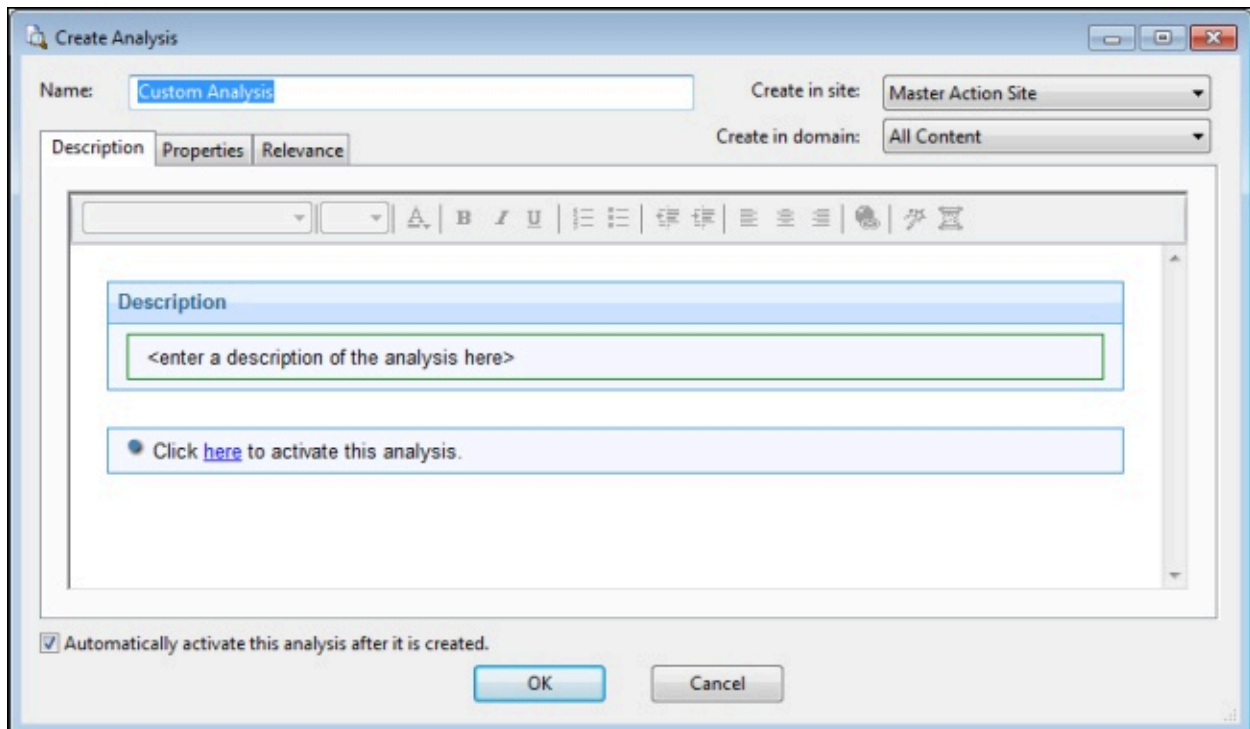 Create Analysis
Name: Custom Analysis Create in site: Master Action Site
Create in domain: All Content
Description Properties Relevance
A B I U
Description
<enter a description of the analysis here>
Click here to activate this analysis.
Automatically activate this analysis after it is created.
OK Cancel